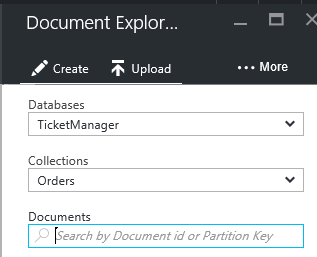 Document Explor...
Create
Upload
... More
Databases
TicketManager
Collections
Orders
Documents
Search by Document id or Partition Key